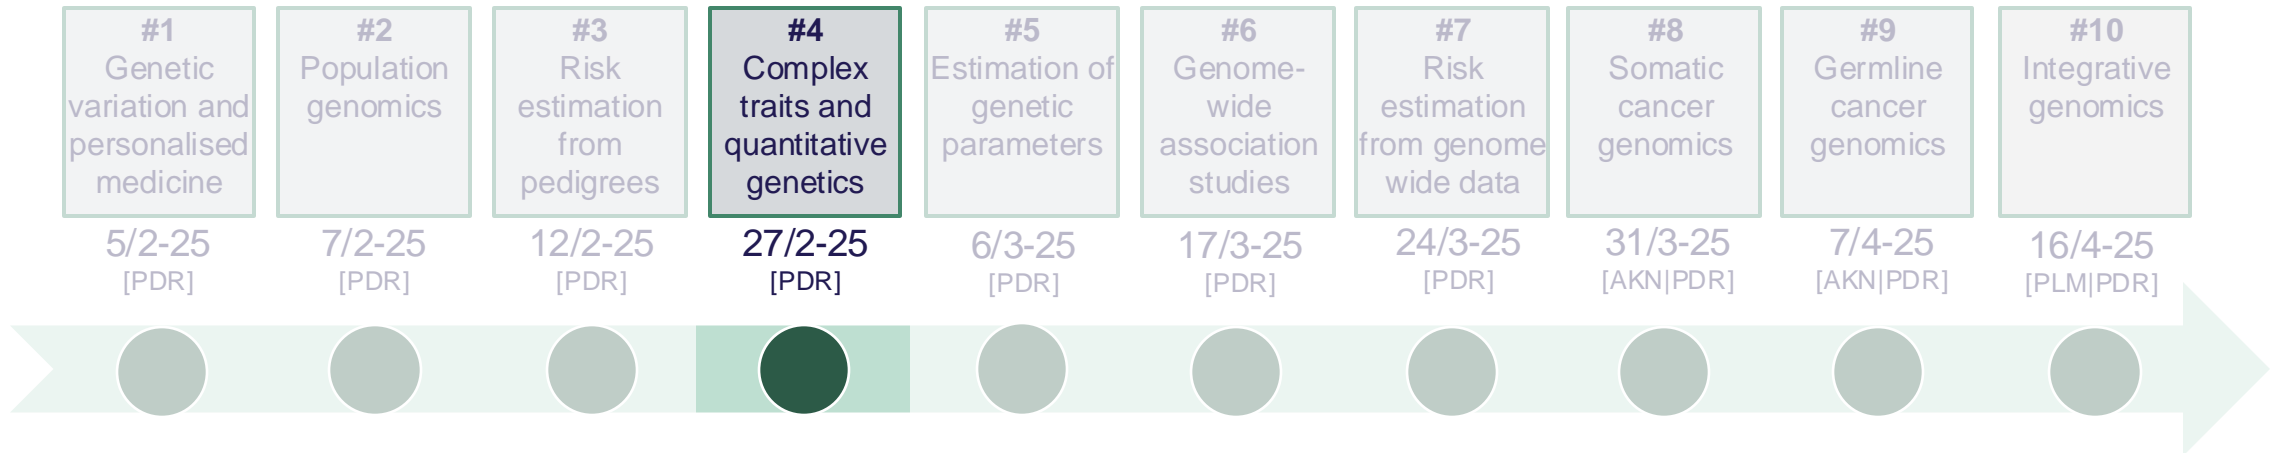 #1
Genetic
variation and
personalised
medicine
5/2-25
[PDR]
#2
Population
genomics
7/2-25
[PDR]
#3
Risk
estimation
from
pedigrees
12/2-25
[PDR]
#4
Complex
traits and
quantitative
genetics
27/2-25
[PDR]
#5
Estimation of
genetic
parameters
6/3-25
[PDR]
#6
Genome-
wide
association
studies
17/3-25
[PDR]
#7
Risk
estimation
from genome
wide data
24/3-25
[PDR]
#8
Somatic
cancer
genomics
31/3-25
[AKN|PDR]
#9
Germline
cancer
genomics
7/4-25
[AKN|PDR]
#10
Integrative
genomics
16/4-25
[PLM|PDR]